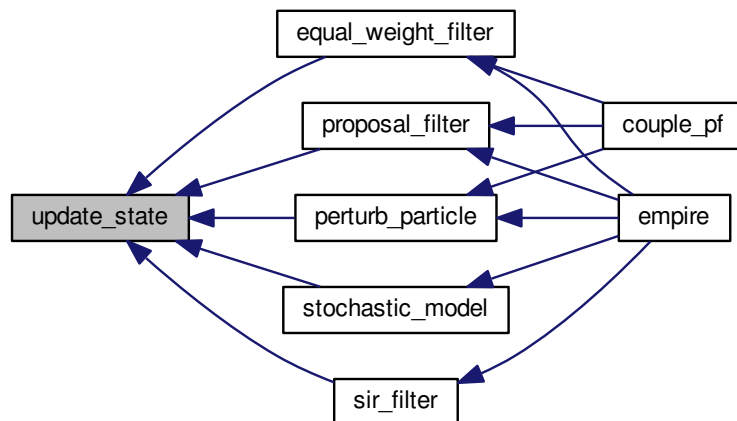 equal_weight_filter
proposal_filter
couple_pf
update_state
perturb_particle
empire
stochastic_model
sir_filter